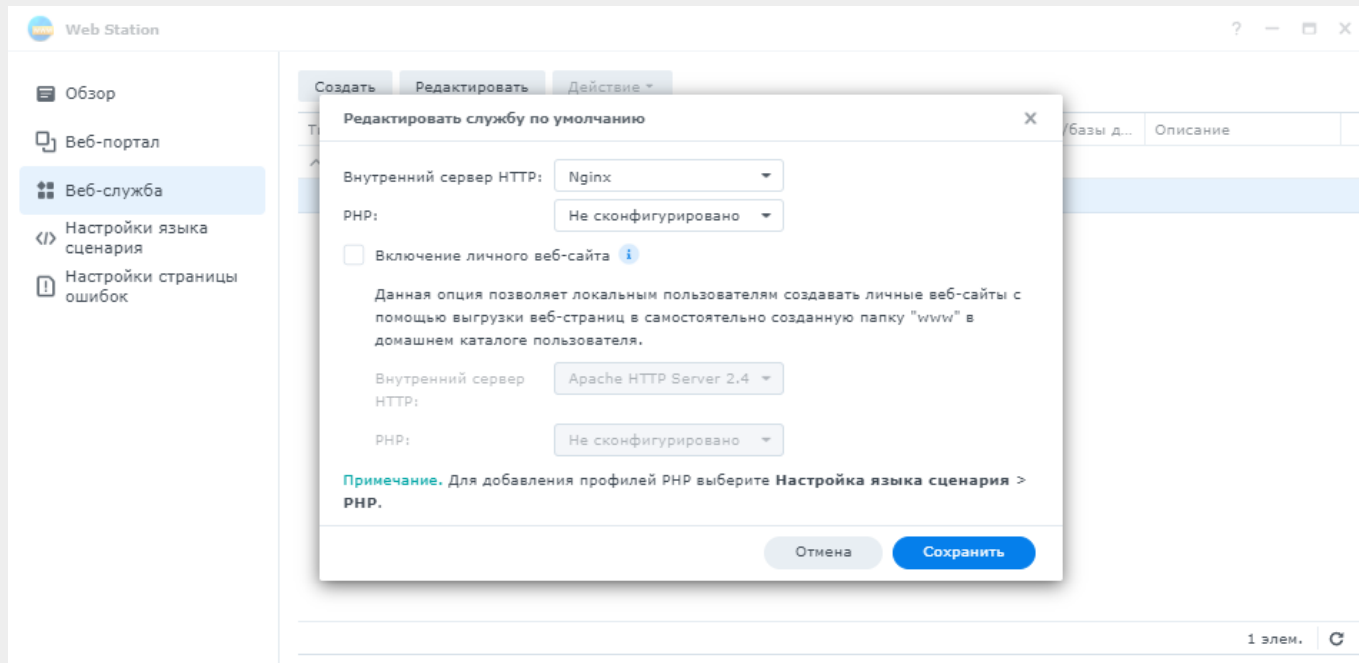 Web Station
?
Обзор
Веб-портал
Веб-служба
Настройки языка
сценария
Настройки страницы
ошибок
Создать Редактировать Действие
/базы д... Описание
Редактировать службу по умолчанию
Внутренний сервер HTTP: Nginx
PHP: Не сконфигурировано
Включение личного веб-сайта i
Данная опция позволяет локальным пользователям создавать личные веб-сайты с
помощью выгрузки веб-страниц в самостоятельно созданную папку "www" в
домашнем каталоге пользователя.
Внутренний сервер
HTTP:
Apache HTTP Server 2.4
PHP: Не сконфигурировано
Примечание. Для добавления профилей PHP выберите Настройка языка сценария >
PHP.
Отмена Сохранить
1 элем.